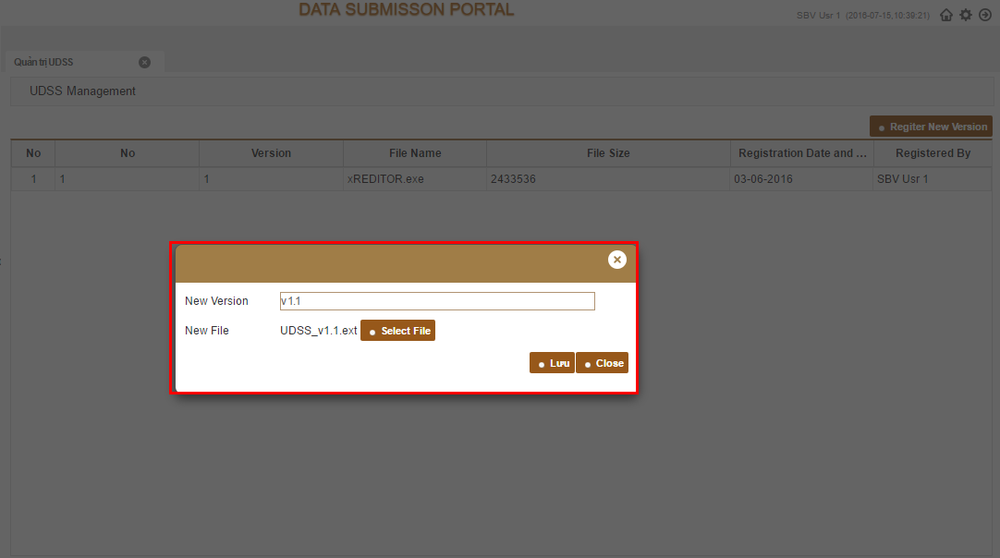 DATA SUBMISSON PORTAL
SBV Usr 1 (2016-07-15,10:39:21)
Quản trị UDSS
UDSS Management
Regiter New Version
No No Version File Name File Size Registration Date and ... Registered By
1 1 1 xREDITOR.exe 2433536 03-06-2016 SBV Usr 1
New Version v1.1
New File UDSS_v1.1.ext Select File
Lưu Close